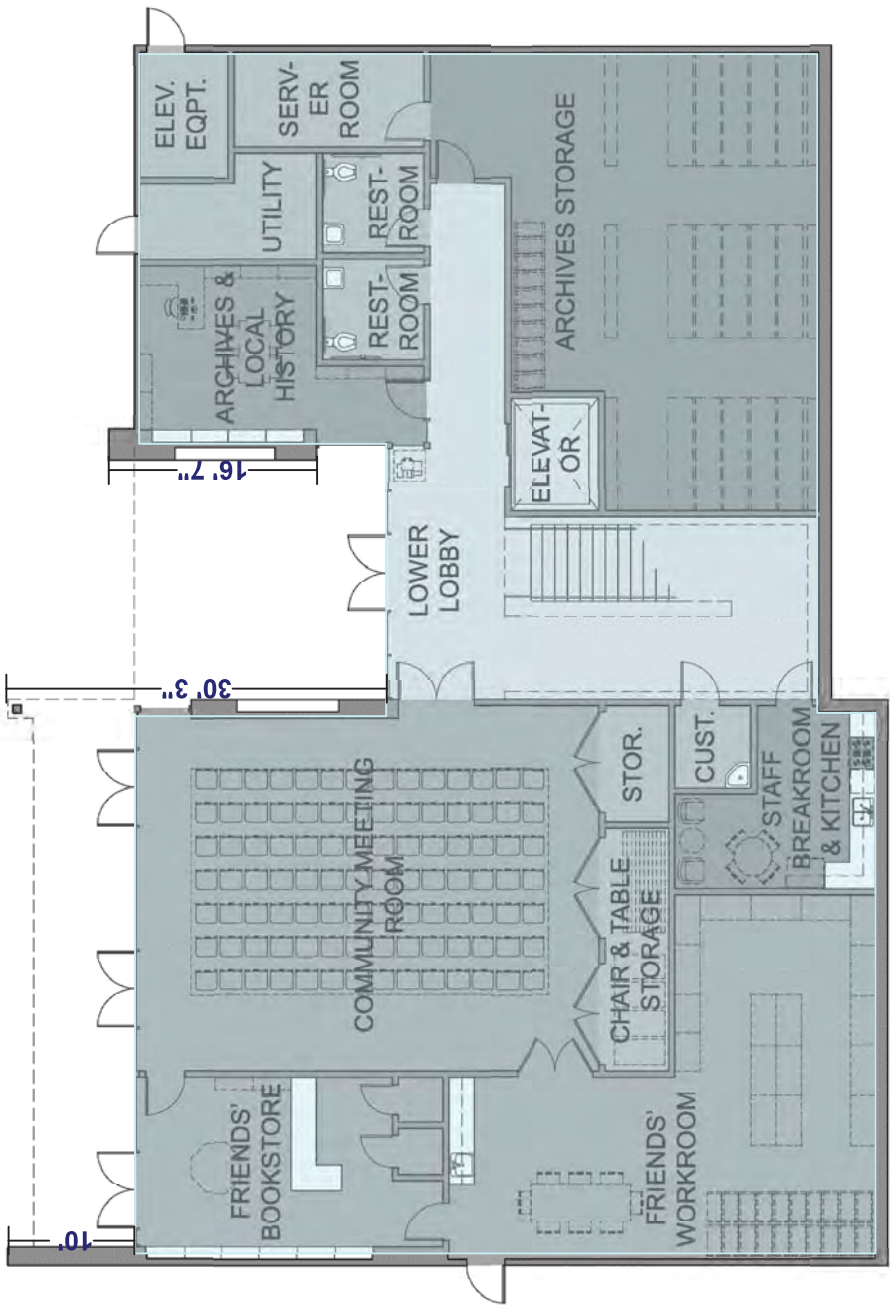 ELEV.
EQPT.
SERV-
ER
ROOM
UTILITY
REST-
ROOM
REST-
ROOM
ARCHIVES &
LOCAL
HISTORY
ARCHIVES STORAGE
16' 7"
ELEVAT-
OR
LOWER
LOBBY
30' 3"
COMMUNITY MEETING
ROOM
STOR.
CUST.
STAFF
BREAKROOM
& KITCHEN
CHAIR & TABLE
STORAGE
FRIENDS'
BOOKSTORE
FRIENDS'
WORKROOM
10'